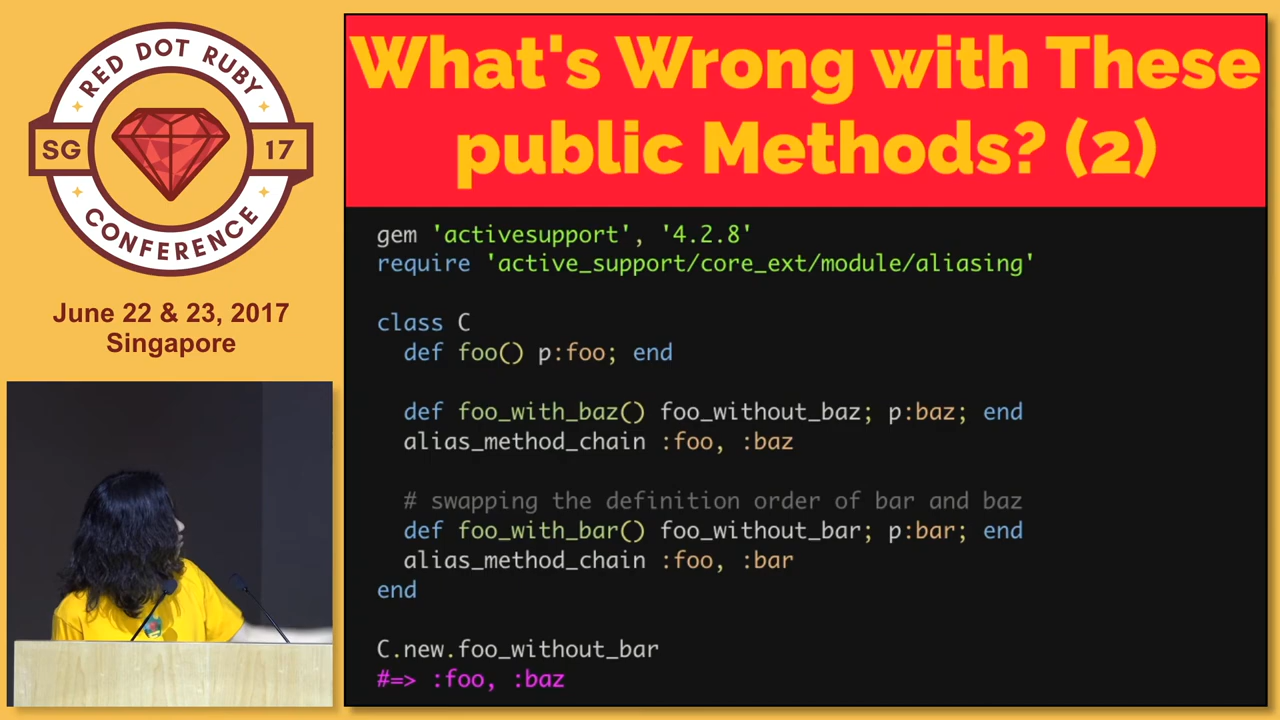 RED DOT RUBY
SG
17
CONFERENCE
June 22 & 23, 2017
Singapore
What's Wrong with These
public Methods? (2)
gem 'activesupport', '4.2.8'
require 'active_support/core_ext/module/aliasing'
class C
def foo() p:foo; end
def foo_with_baz() foo_without_baz; p:baz; end
alias_method_chain :foo, :baz
# swapping the definition order of bar and baz
def foo_with_bar() foo_without_bar; p:bar; end
alias_method_chain :foo, :bar
end
C.new.foo_without_bar
#=> :foo, :baz